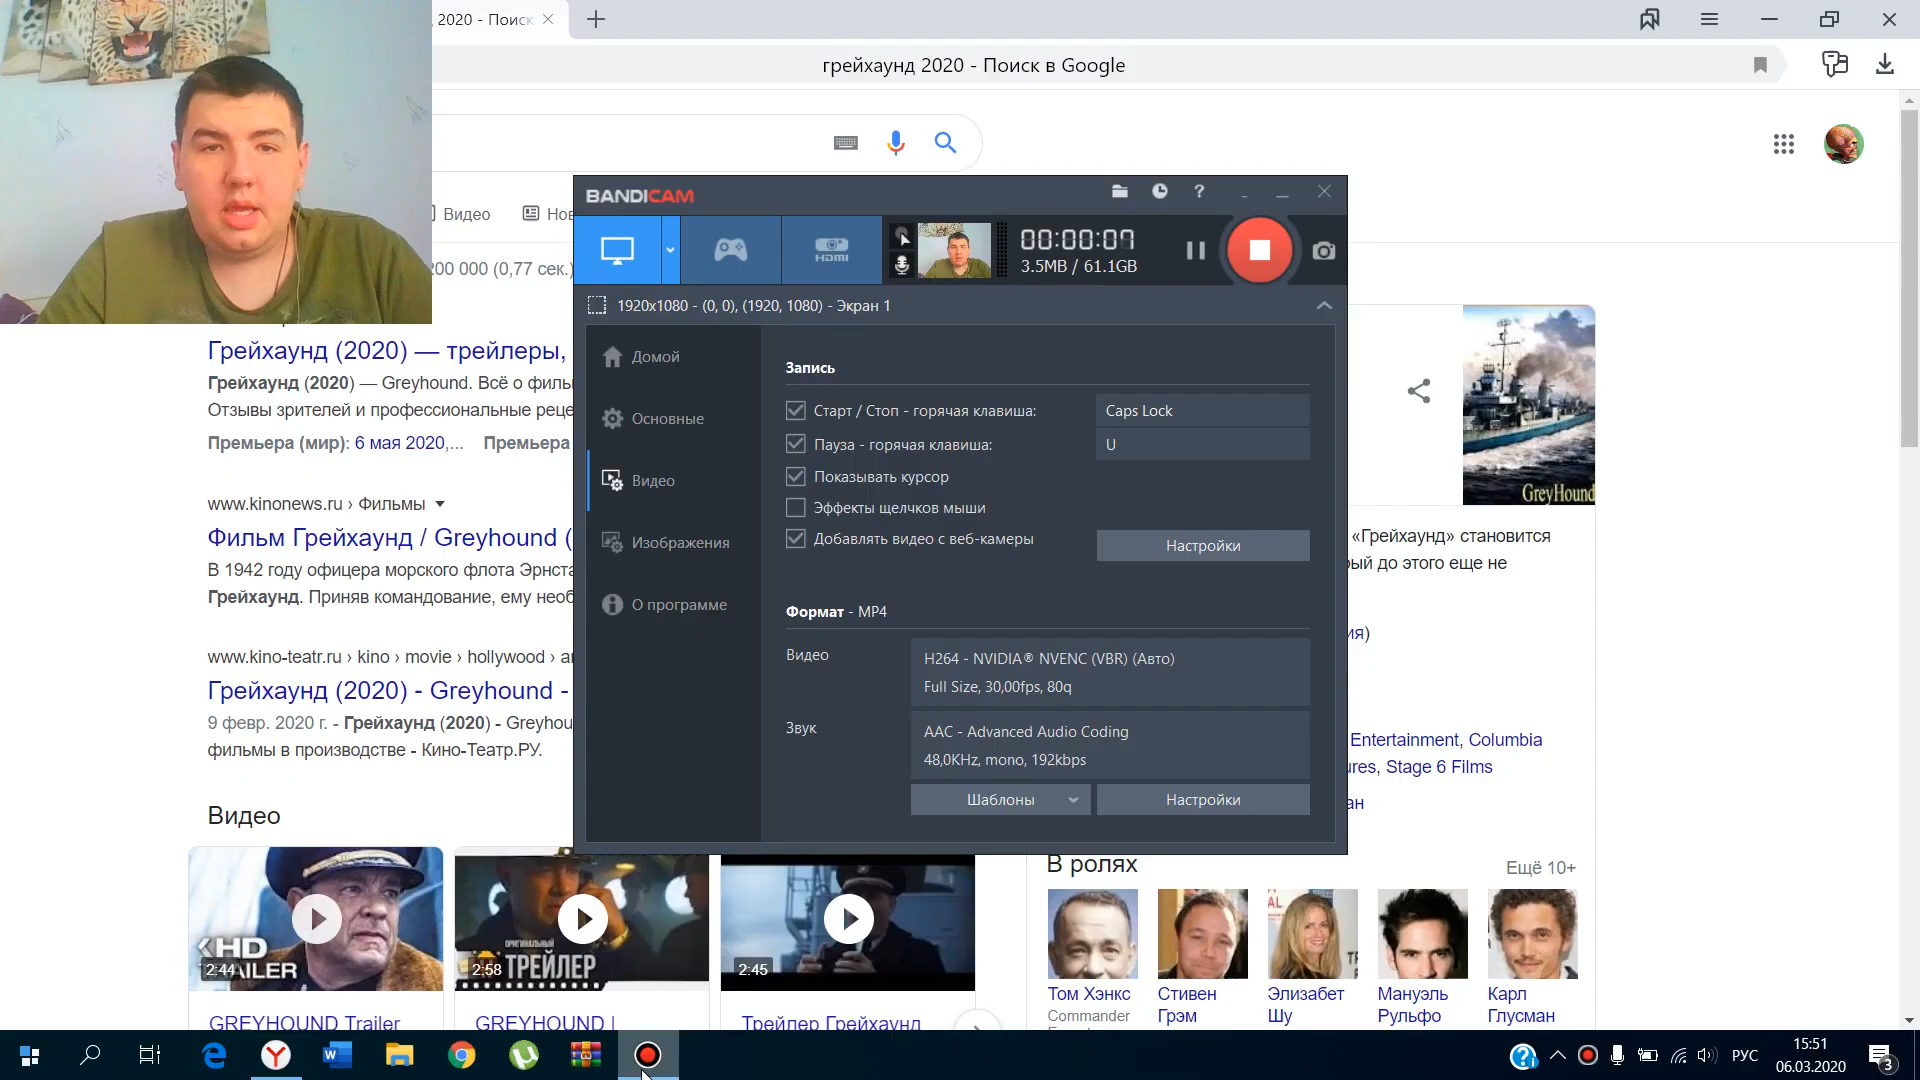 2020 - Поиск
грейхаунд 2020 - Поиск в Google
Видео
Нов
200 000 (0,77 сек.)
Грейхаунд (2020) — трейлеры,
Грейхаунд (2020) — Greyhound. Всё о филь
Отзывы зрителей и профессиональные реце
Премьера (мир): 6 мая 2020,... Премьера
www.kinonews.ru › Фильмы
Фильм Грейхаунд / Greyhound (
В 1942 году офицера морского флота Эрнста
Грейхаунд. Приняв командование, ему необ
www.kino-teatr.ru › kino › movie › hollywood › a
Грейхаунд (2020) - Greyhound -
9 февр. 2020 г. - Грейхаунд (2020) - Greyhou
фильмы в производстве - Кино-Театр.РУ.
Видео
HD
TRAILER
2:44
ОРИГИНАЛЬНЫЙ
ТРЕЙЛЕР
2:58
2:45
GREYHOUND Trailer
GREYHOUND |
Трейлер Грейхаунд
BANDICAM
?
HDMI
00:00:07
3.5MB / 61.1GB
1920x1080 - (0, 0), (1920, 1080) - Экран 1
Домой
Основные
Видео
Изображения
О программе
Запись
Старт / Стоп - горячая клавиша:
Caps Lock
Пауза - горячая клавиша:
U
Показывать курсор
Эффекты щелчков мыши
Добавлять видео с веб-камеры
Настройки
Формат - MP4
Видео
H264 - NVIDIA® NVENC (VBR) (Авто)
Full Size, 30,00fps, 80q
Звук
AAC - Advanced Audio Coding
48,0KHz, mono, 192kbps
Шаблоны
Настройки
GreyHound
«Грейхаунд» становится
рый до этого еще не
ия)
Entertainment, Columbia
ures, Stage 6 Films
ан
В ролях
Ещё 10+
Том Хэнкс
Commander
Стивен
Грэм
Элизабет
Шу
Мануэль
Рульфо
Карл
Глусман
РУС
15:51
06.03.2020
3